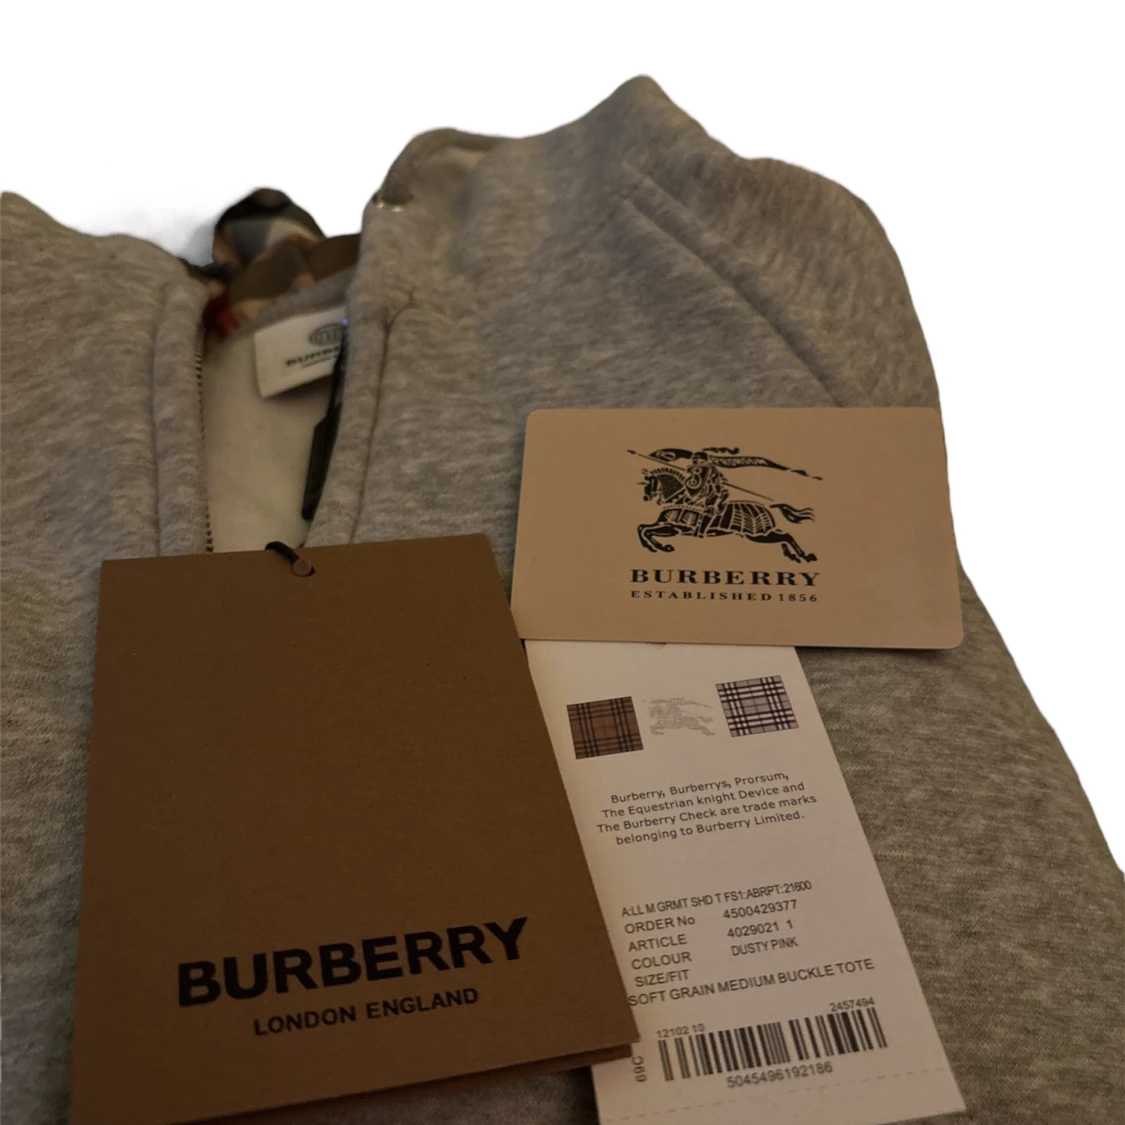 BURBERRY
ESTABLISHED 1856
Burberry, Burberrys, Prorsum,
The Equestrian knight Device and
The Burberry Check are trade marks
belonging to Burberry Limited.
A:LL M GRMT SHD T FS1:ABRPT:21600
ORDER No 4500429377
ARTICLE 4029021 1
COLOUR DUSTY PINK
SIZE/FIT
SOFT GRAIN MEDIUM BUCKLE TOTE
12102 10 2457494
69C
5045496192186
BURBERRY
LONDON ENGLAND